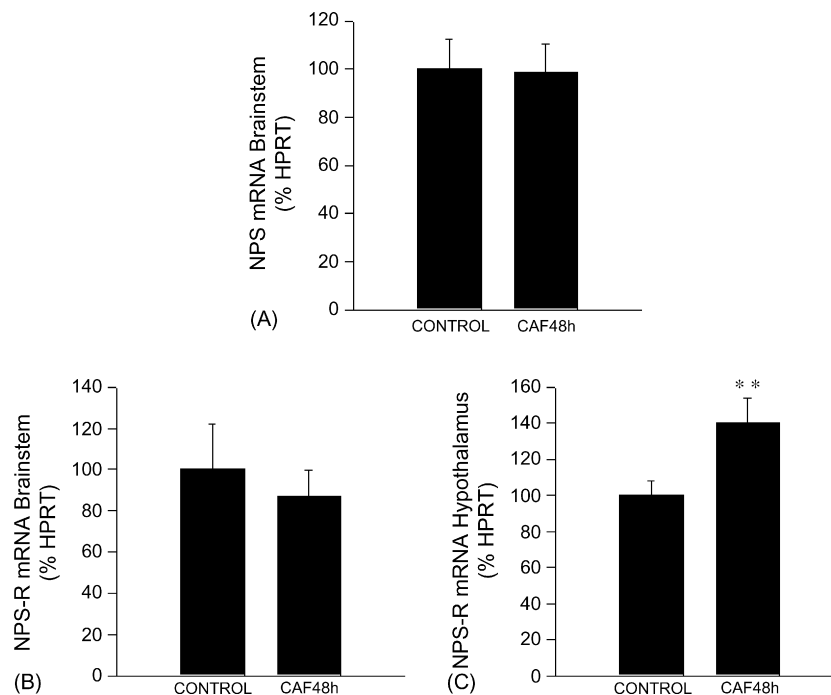 120
100
80
60
40
20
0
NPS mRNA Brainstem
(% HPRT)
(A)
CONTROL CAF48h
140
120
100
80
60
40
20
0
NPS-R mRNA Brainstem
(% HPRT)
(B)
CONTROL CAF48h
160
140
120
100
80
60
40
20
0
NPS-R mRNA Hypothalamus
(% HPRT)
**
(C)
CONTROL CAF48h